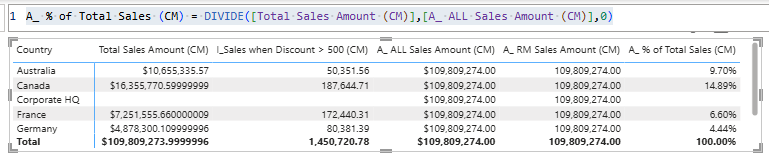 1 A_ % of Total Sales (CM) = DIVIDE([Total Sales Amount (CM)],[A_ ALL Sales Amount (CM)],0)
Country Total Sales Amount (CM) I_Sales when Discount > 500 (CM) A_ ALL Sales Amount (CM) A_ RM Sales Amount (CM) A_ % of Total Sales (CM)
Australia $10,655,335.57 50,351.56 $109,809,274.00 109,809,274.00 9.70%
Canada $16,355,770.59999999 187,644.71 $109,809,274.00 109,809,274.00 14.89%
Corporate HQ $109,809,274.00 109,809,274.00
France $7,251,555.660000009 172,440.31 $109,809,274.00 109,809,274.00 6.60%
Germany $4,878,300.109999996 80,381.39 $109,809,274.00 109,809,274.00 4.44%
Total $109,809,273.9999996 1,450,720.78 $109,809,274.00 109,809,274.00 100.00%